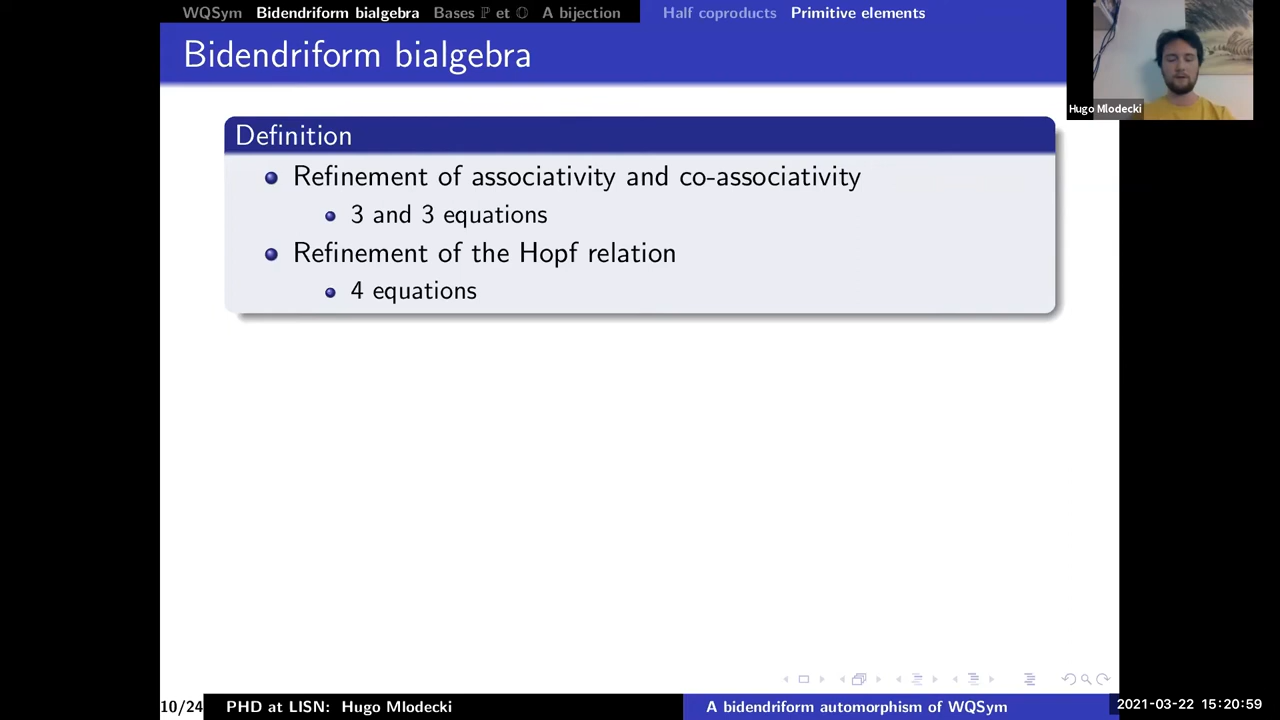 WQSym Bidendriform bialgebra Bases ℙ et 𝕆 A bijection Half coproducts Primitive elements
Bidendriform bialgebra
Hugo Mlodecki
Definition
Refinement of associativity and co-associativity
3 and 3 equations
Refinement of the Hopf relation
4 equations
10/24 PHD at LISN: Hugo Mlodecki A bidendriform automorphism of WQSym 2021-03-22 15:20:59